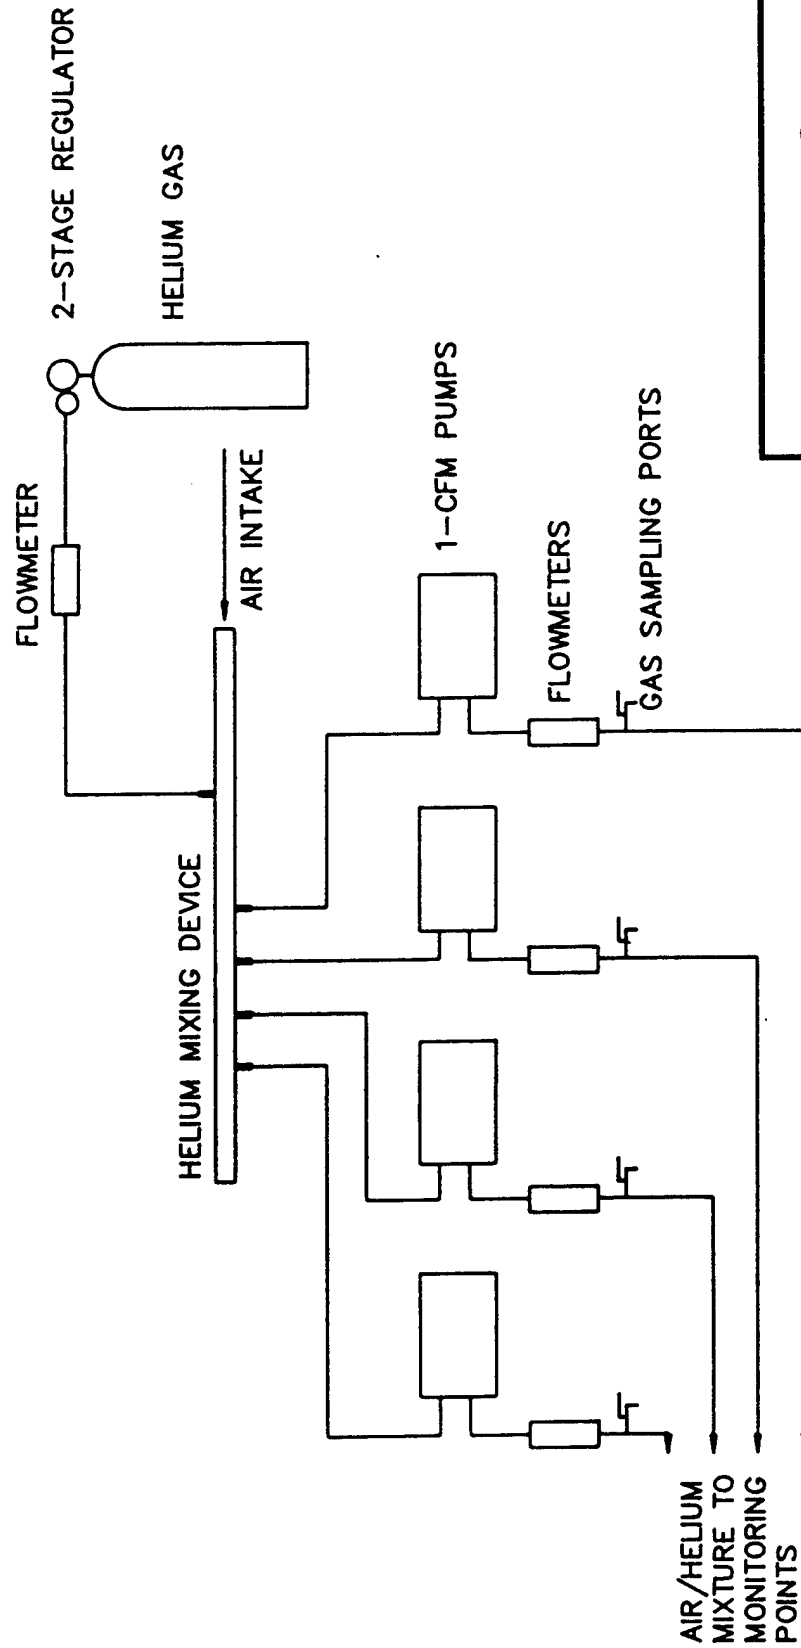 2-STAGE REGULATOR
HELIUM GAS
FLOWMETER
AIR INTAKE
HELIUM MIXING DEVICE
1-CFM PUMPS
FLOWMETERS
GAS SAMPLING PORTS
AIR/HELIUM
MIXTURE TO
MONITORING
POINTS